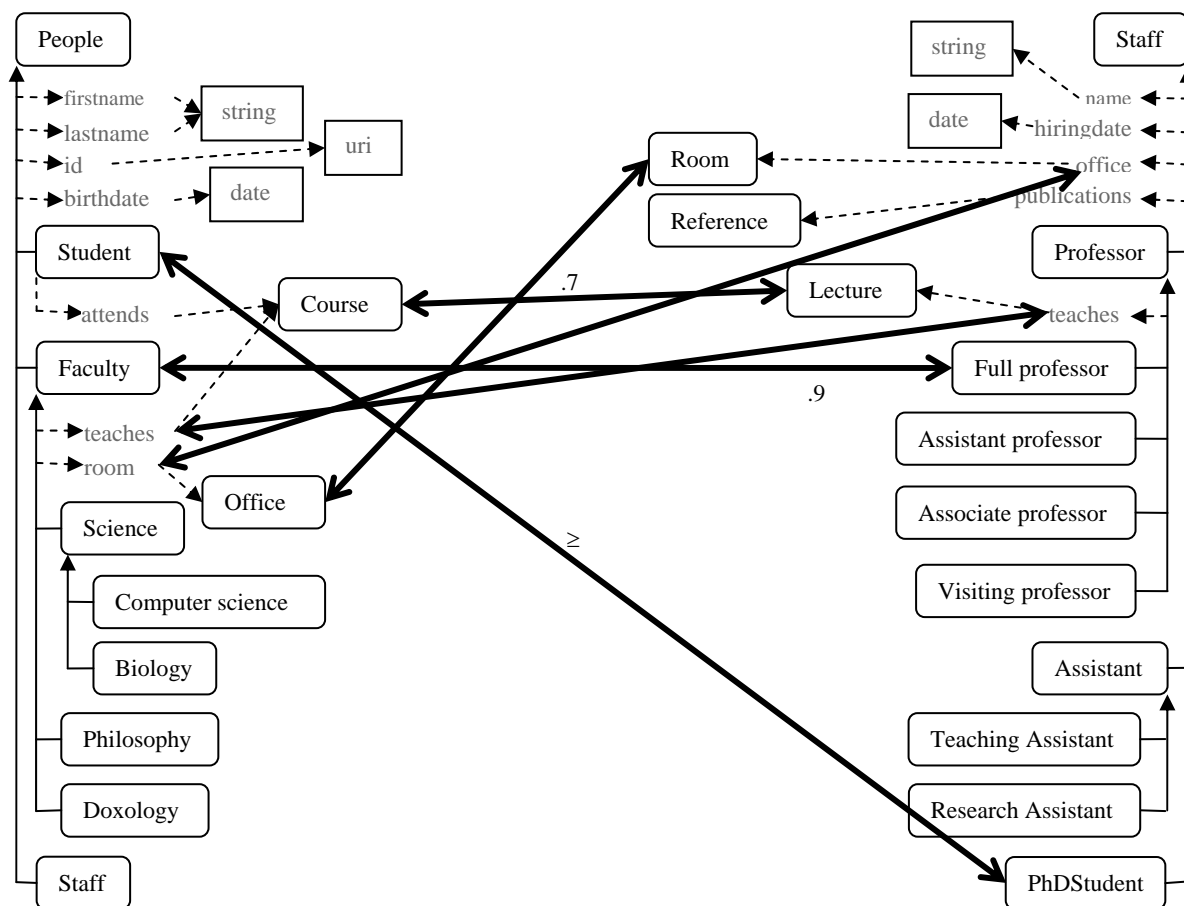 People
firstname
lastname
id
birthdate
string
uri
date
Student
attends
Course
Faculty
teaches
room
Office
Science
Computer science
Biology
Philosophy
Doxology
Staff
.7
.9
≥
Staff
string
name
date
hiringdate
Room
office
Reference
publications
Professor
Lecture
teaches
Full professor
Assistant professor
Associate professor
Visiting professor
Assistant
Teaching Assistant
Research Assistant
PhDStudent